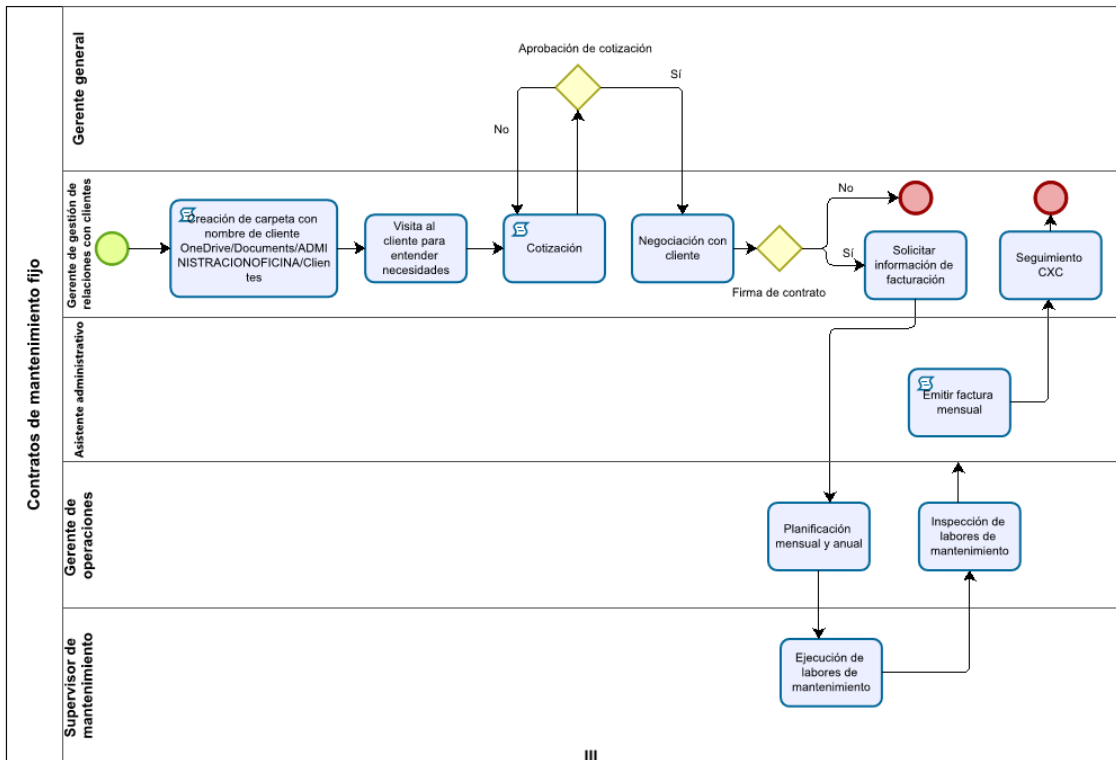 Contratos de mantenimiento fijo
Gerente general
Aprobación de cotización
No
Sí
Gerente de gestión de
relaciones con clientes
Creación de carpeta con
nombre de cliente
OneDrive/Documents/ADMI
NISTRACIONOFICINA/Clien
tes
Visita al
cliente para
entender
necesidades
Cotización
Negociación con
cliente
Firma de contrato
No
Sí
Solicitar
información de
facturación
Seguimiento
CXC
Asistente administrativo
Emitir factura
mensual
Gerente de
operaciones
Planificación
mensual y anual
Inspección de
labores de
mantenimiento
Supervisor de
mantenimiento
Ejecución de
labores de
mantenimiento